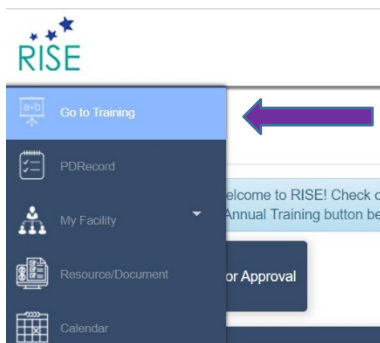 RISE
a+b
Go to Training
PDRecord
My Facility
Resource/Document
Calendar
elcome to RISE! Check o
Annual Training button be
or Approval